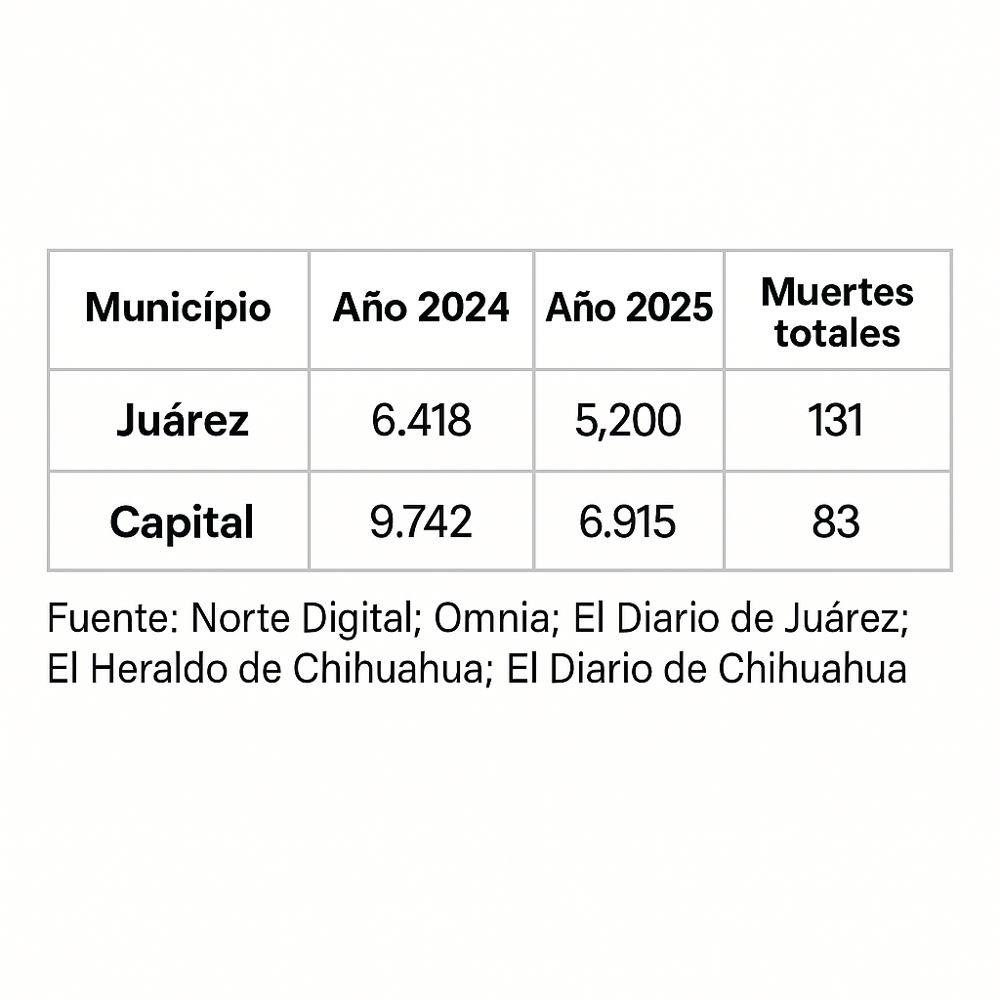 Município Año 2024 Año 2025 Muertes totales
Juárez 6.418 5,200 131
Capital 9.742 6.915 83
Fuente: Norte Digital; Omnia; El Diario de Juárez;
El Heraldo de Chihuahua; El Diario de Chihuahua